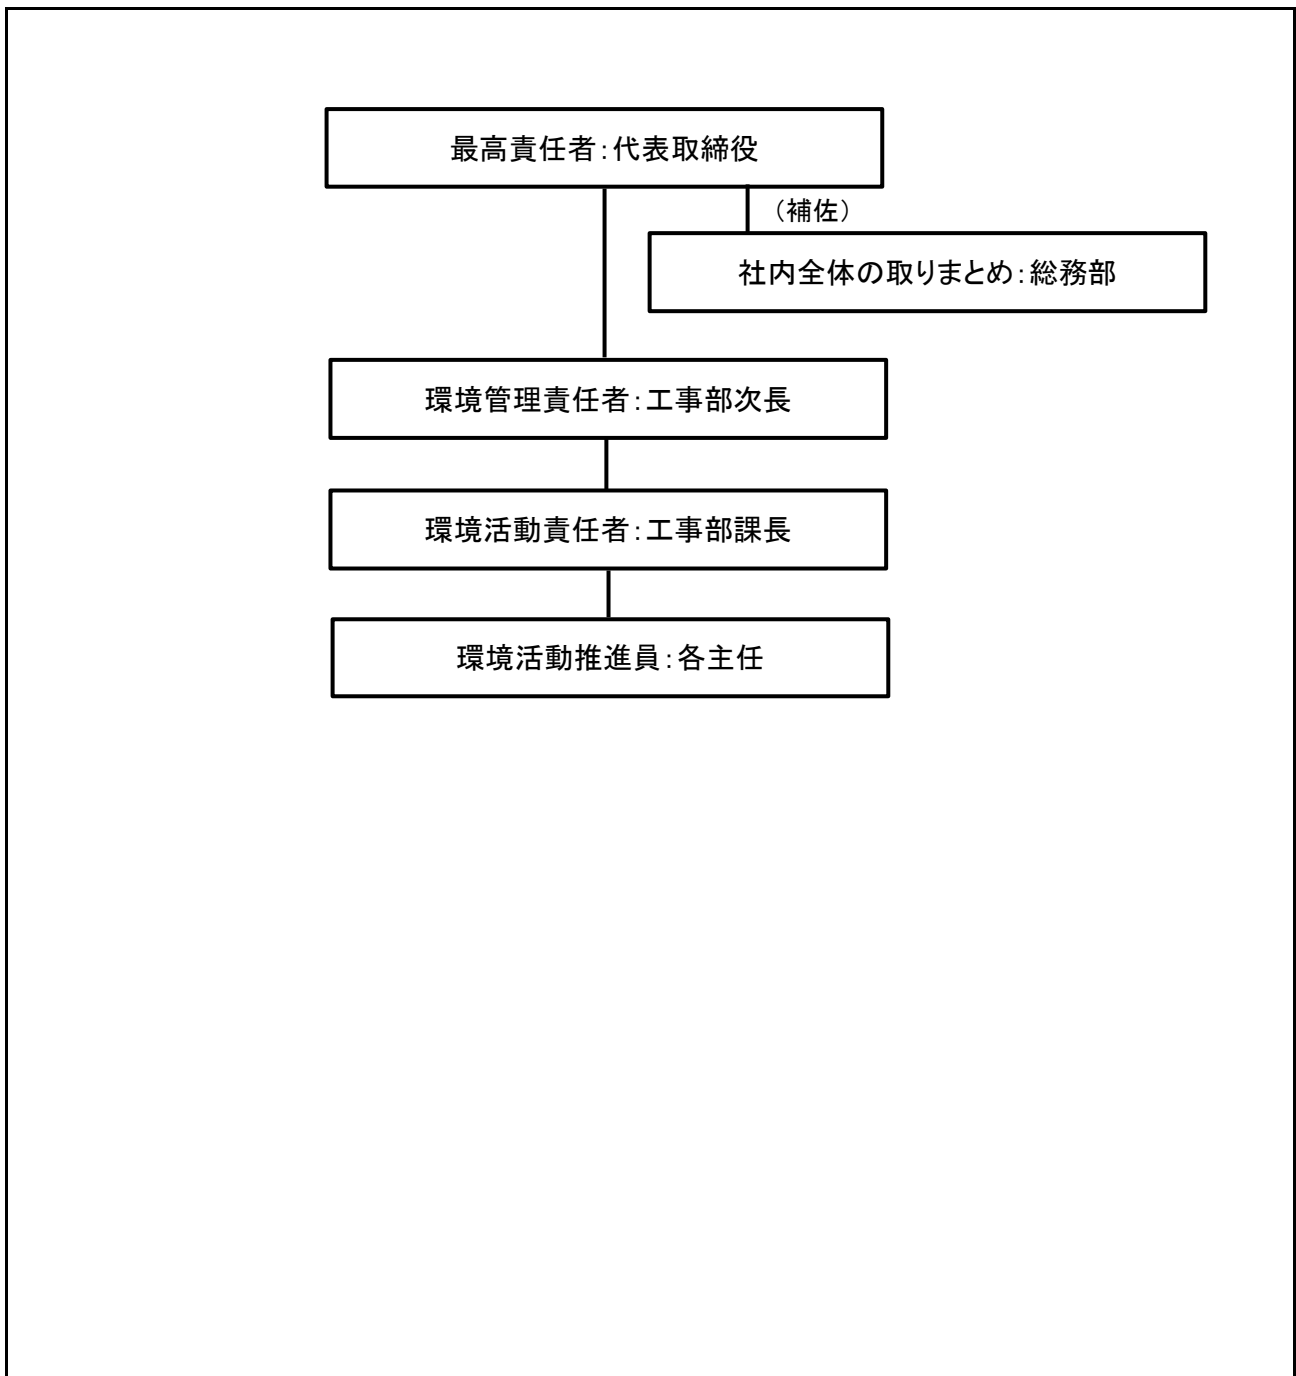 最高責任者：代表取締役
（補佐）
社内全体の取りまとめ：総務部
環境管理責任者：工事部次長
環境活動責任者：工事部課長
環境活動推進員：各主任